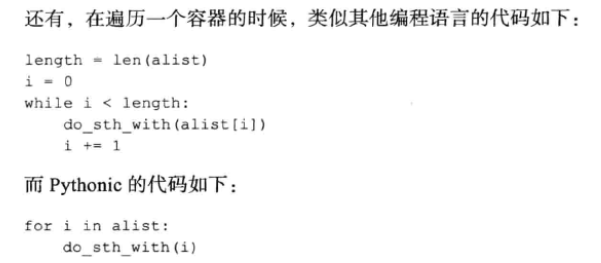 还有，在遍历一个容器的时候，类似其他编程语言的代码如下：
length = len(alist)
i = 0
while i < length:
    do_sth_with(alist[i])
    i += 1
而 Pythonic 的代码如下：
for i in alist:
    do_sth_with(i)